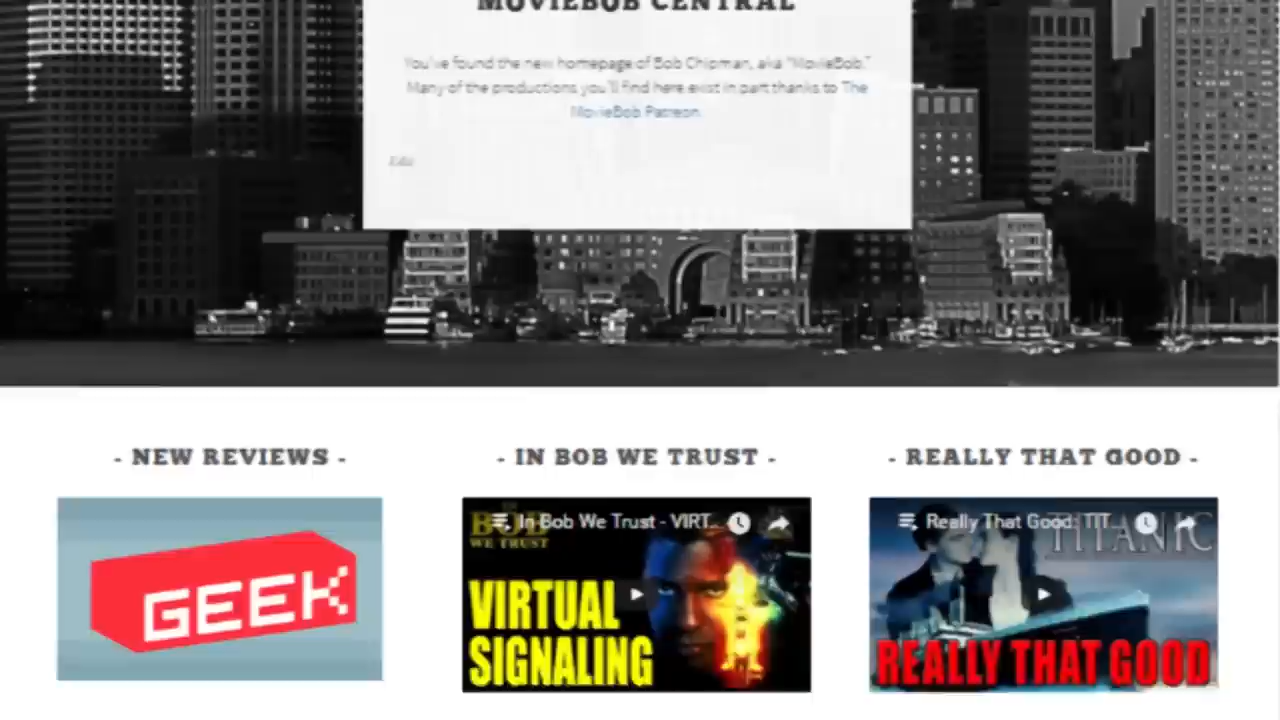 MOVIEBOB CENTRAL
You've found the new homepage of Bob Chipman, aka "MovieBob."
Many of the productions you'll find here exist in part thanks to The
MovieBob Patreon
Edit
- NEW REVIEWS -
- IN BOB WE TRUST -
- REALLY THAT GOOD -
GEEK
In Bob We Trust - VIRT...
BOB
WE TRUST
VIRTUAL
SIGNALING
Really That Good: TIT...
TITANIC
REALLY THAT GOOD